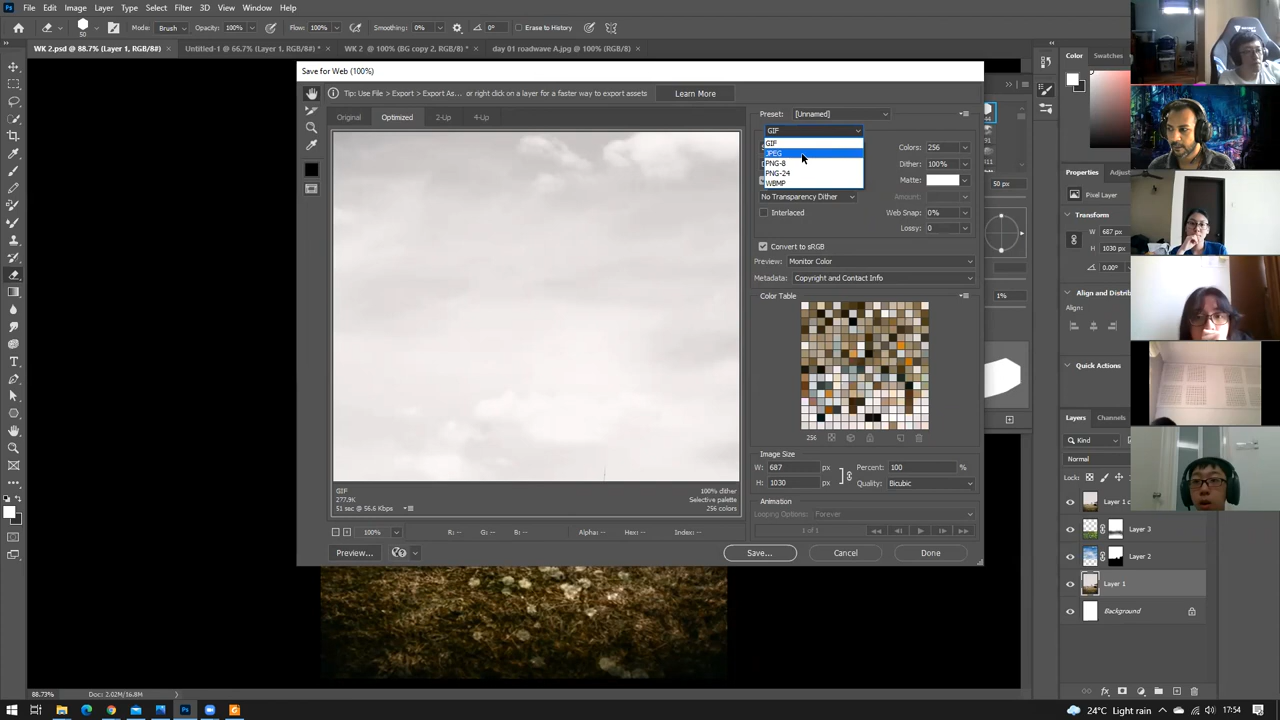 File Edit Image Layer Type Select Filter 3D View Window Help
50 Mode: Brush Opacity: 100% Flow: 100% Smoothing: 0% 0° Erase to History
WK 2.psd @ 88.7% (Layer 1, RGB/8#) × Untitled-1 @ 66.7% (Layer 1, RGB/8#) * × WK 2 @ 100% (BG copy 2, RGB/8#) * × day 01 roadwave A.jpg @ 100% (RGB/8) ×
Save for Web (100%)
Tip: Use File > Export > Export As... or right click on a layer for a faster way to export assets
Learn More
Original Optimized 2-Up 4-Up
Preset: [Unnamed]
GIF
GIF
JPEG
PNG-8
PNG-24
WBMP
Colors: 256
Dither: 100%
Matte:
Amount:
No Transparency Dither
Interlaced
Web Snap: 0%
Lossy: 0
Convert to sRGB
Preview: Monitor Color
Metadata: Copyright and Contact Info
Color Table
256
Image Size
W: 687 px
H: 1030 px
Percent: 100 %
Quality: Bicubic
Animation
Looping Options: Forever
1 of 1
GIF
277.9K
51 sec @ 56.6 Kbps
100% dither
Selective palette
256 colors
100% R: -- G: -- B: -- Alpha: -- Hex: -- Index: --
Preview... Save... Cancel Done
50 px
1%
Color Swatches
Properties
Pixel Layer
Transform
W 687 px
H 1030 px
0.00°
Align and Distrib
Align:
Quick Actions
Layers Channels
Kind
Normal
Lock:
Layer 1 c
Layer 3
Layer 2
Layer 1
Background
88.73% Doc: 2.02M/16.8M
24°C Light rain 17:54